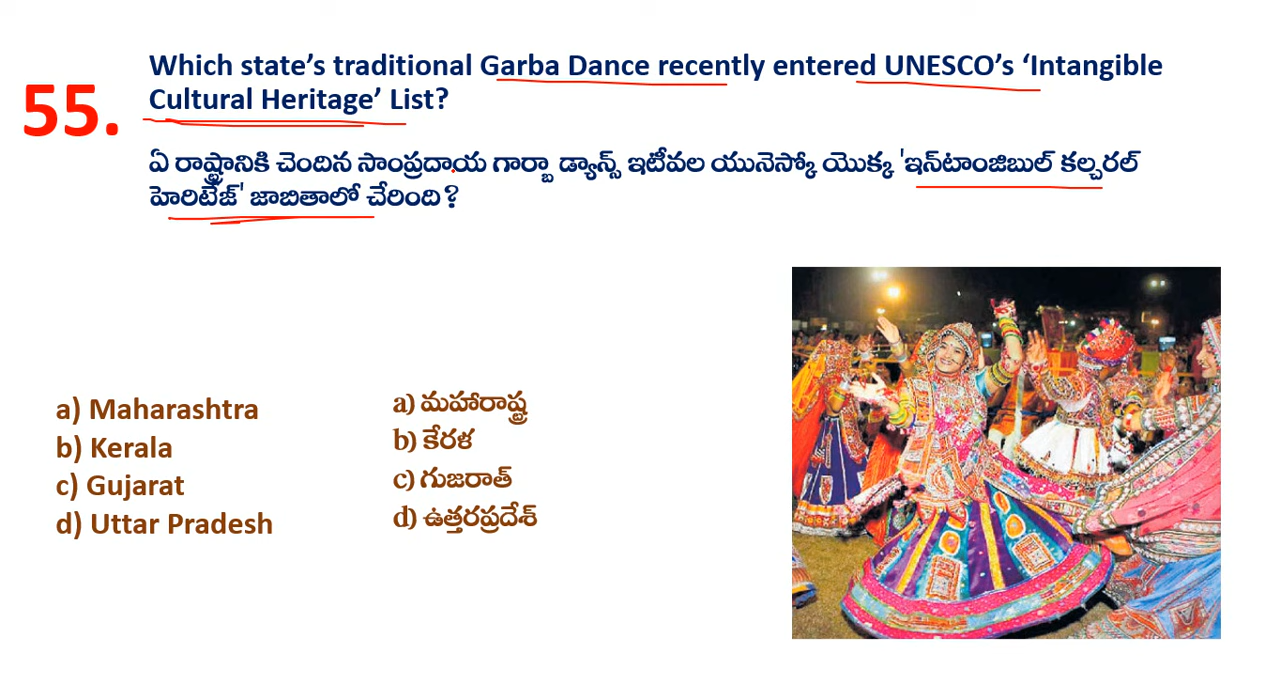 55.
Which state’s traditional Garba Dance recently entered UNESCO’s ‘Intangible
Cultural Heritage’ List?
ఏ రాష్ట్రానికి చెందిన సాంప్రదాయ గార్బా డ్యాన్స్ ఇటీవల యునెస్కో యొక్క 'ఇన్‌టాంజిబుల్ కల్చరల్
హెరిటేజ్' జాబితాలో చేరింది?
a) Maharashtra
b) Kerala
c) Gujarat
d) Uttar Pradesh
a) మహారాష్ట్ర
b) కేరళ
c) గుజరాత్
d) ఉత్తరప్రదేశ్